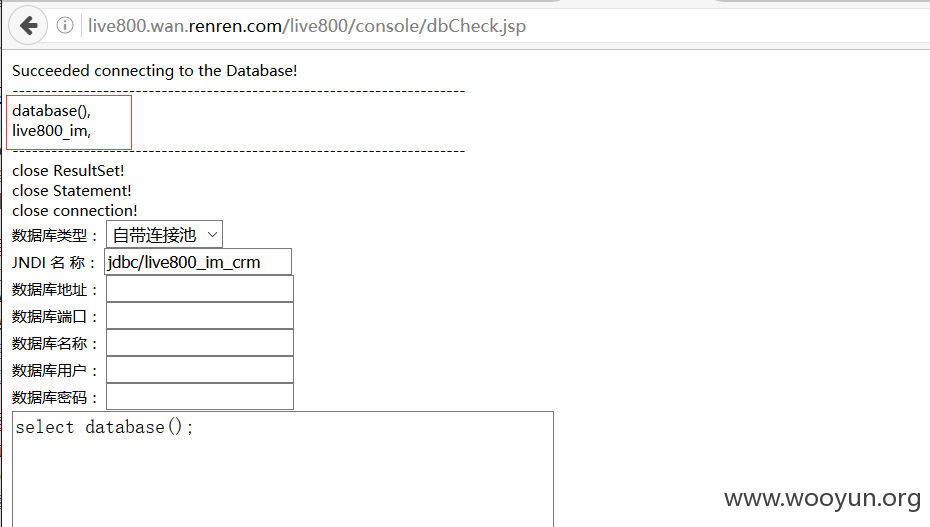 live800.wan.renren.com/live800/console/dbCheck.jsp
Succeeded connecting to the Database!
----------------------------------------------------------------------
database(),
live800_im,
----------------------------------------------------------------------
close ResultSet!
close Statement!
close connection!
数据库类型： 自带连接池
JNDI 名 称： jdbc/live800_im_crm
数据库地址：
数据库端口：
数据库名称：
数据库用户：
数据库密码：
select database();
www.wooyun.org